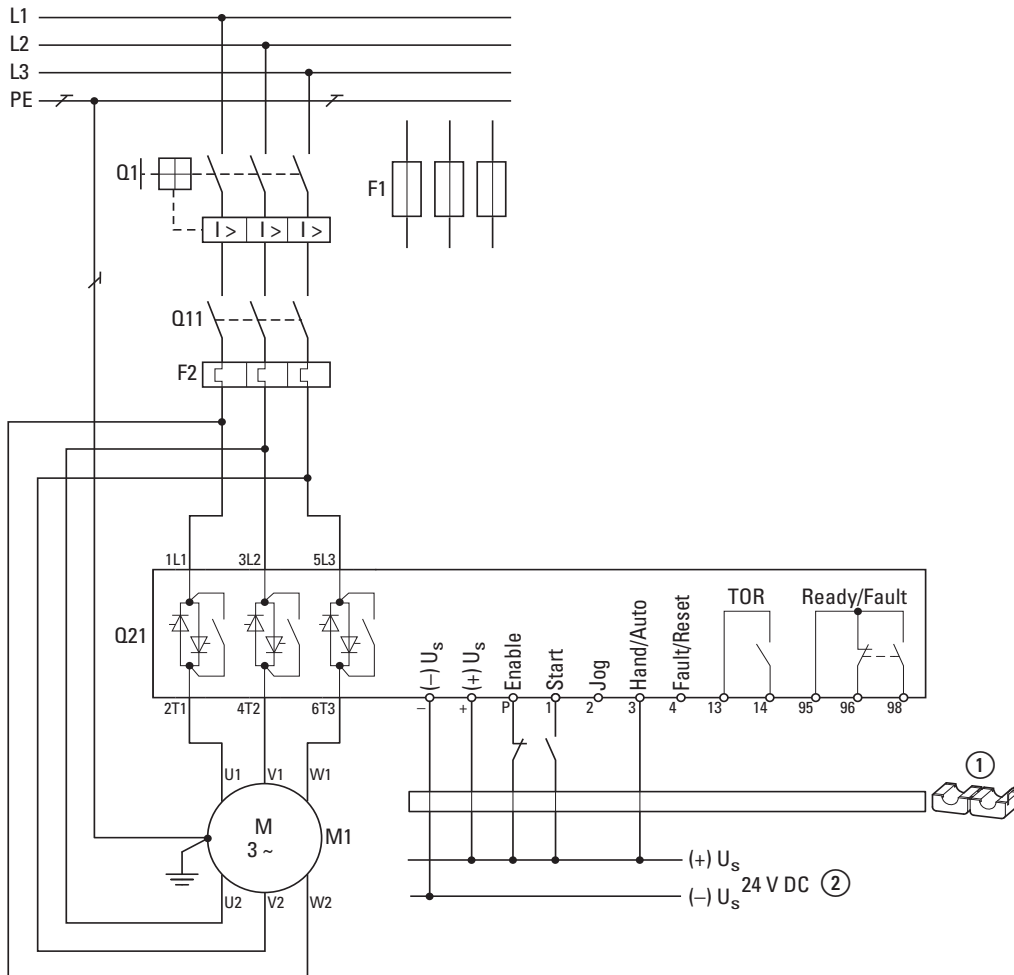 L1
L2
L3
PE
Q1
F1
I > I > I >
Q11
F2
1L1 3L2 5L3
TOR Ready/Fault
Q21
(–) Us
(+) Us
Enable
Start
Jog
Hand/Auto
Fault/Reset
2T1 4T2 6T3 – + P 1 2 3 4 13 14 95 96 98
U1 V1 W1
1
M
3 ~
M1
(+) Us
24 V DC 2
(–) Us
U2 V2 W2